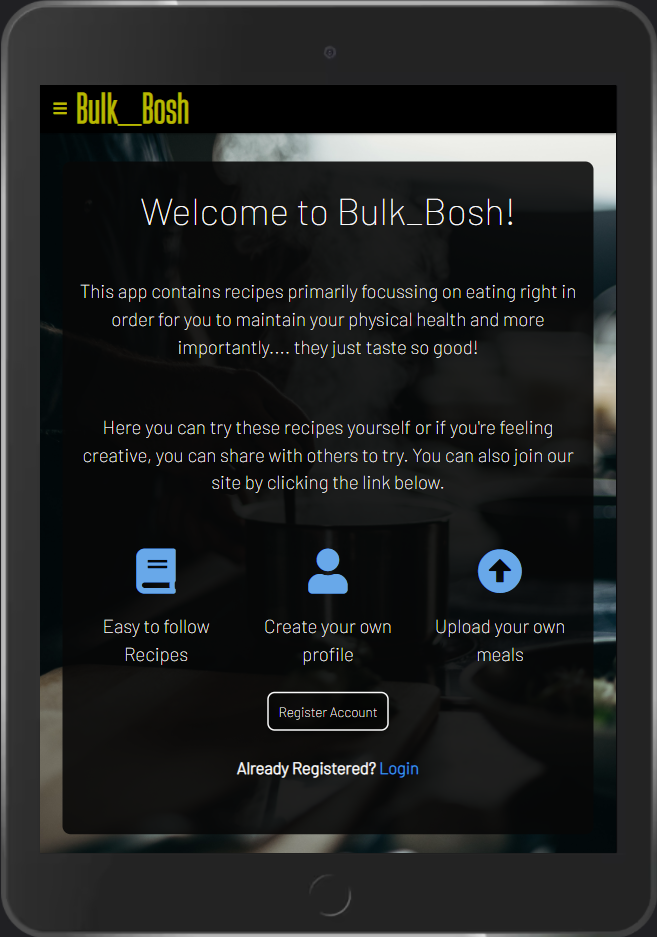 Bulk_Bosh
Welcome to Bulk_Bosh!
This app contains recipes primarily focussing on eating right in
order for you to maintain your physical health and more
importantly.... they just taste so good!
Here you can try these recipes yourself or if you're feeling
creative, you can share with others to try. You can also join our
site by clicking the link below.
Easy to follow
Recipes
Create your own
profile
Upload your own
meals
Register Account
Already Registered? Login